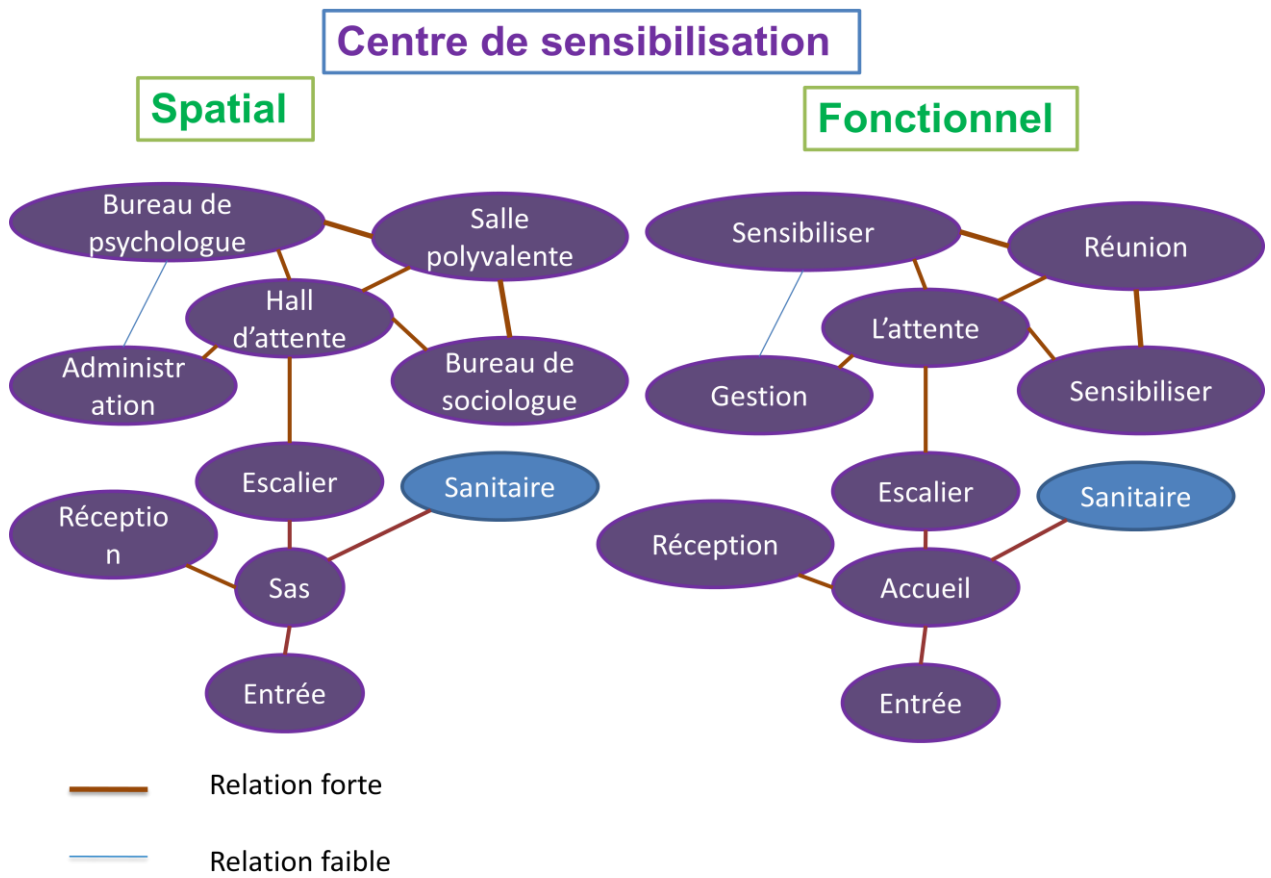 Centre de sensibilisation
Spatial
Fonctionnel
Bureau de
psychologue
Salle
polyvalente
Hall
d’attente
Administr
ation
Bureau de
sociologue
Escalier
Sanitaire
Réceptio
n
Sas
Entrée
Sensibiliser
Réunion
L’attente
Gestion
Sensibiliser
Escalier
Sanitaire
Réception
Accueil
Entrée
Relation forte
Relation faible